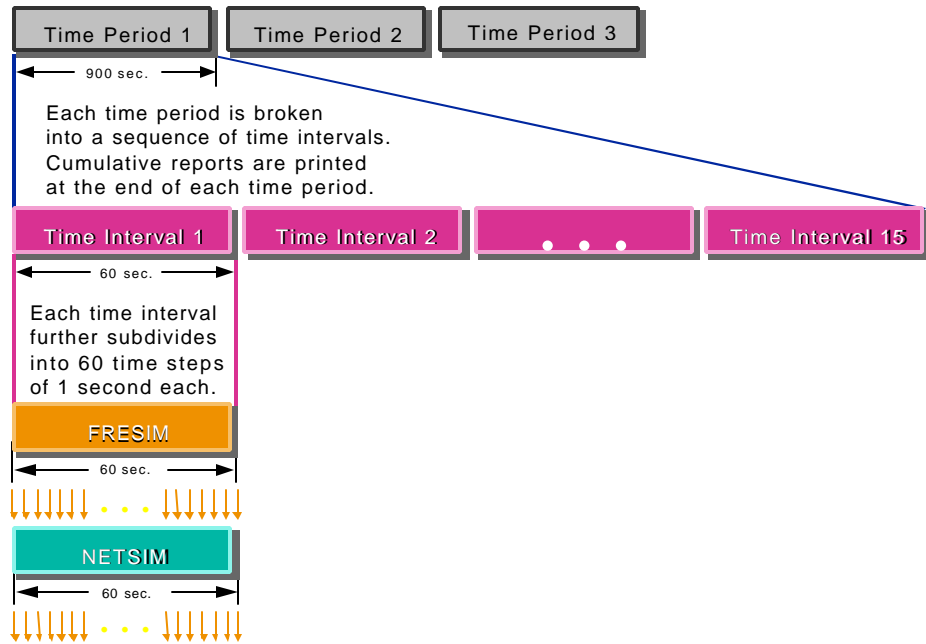 Time Period 1 Time Period 2 Time Period 3
900 sec.
Each time period is broken
into a sequence of time intervals.
Cumulative reports are printed
at the end of each time period.
Time Interval 1 Time Interval 2 • • • Time Interval 15
60 sec.
Each time interval
further subdivides
into 60 time steps
of 1 second each.
FRESIM
60 sec.
• • •
NETSIM
60 sec.
• • •